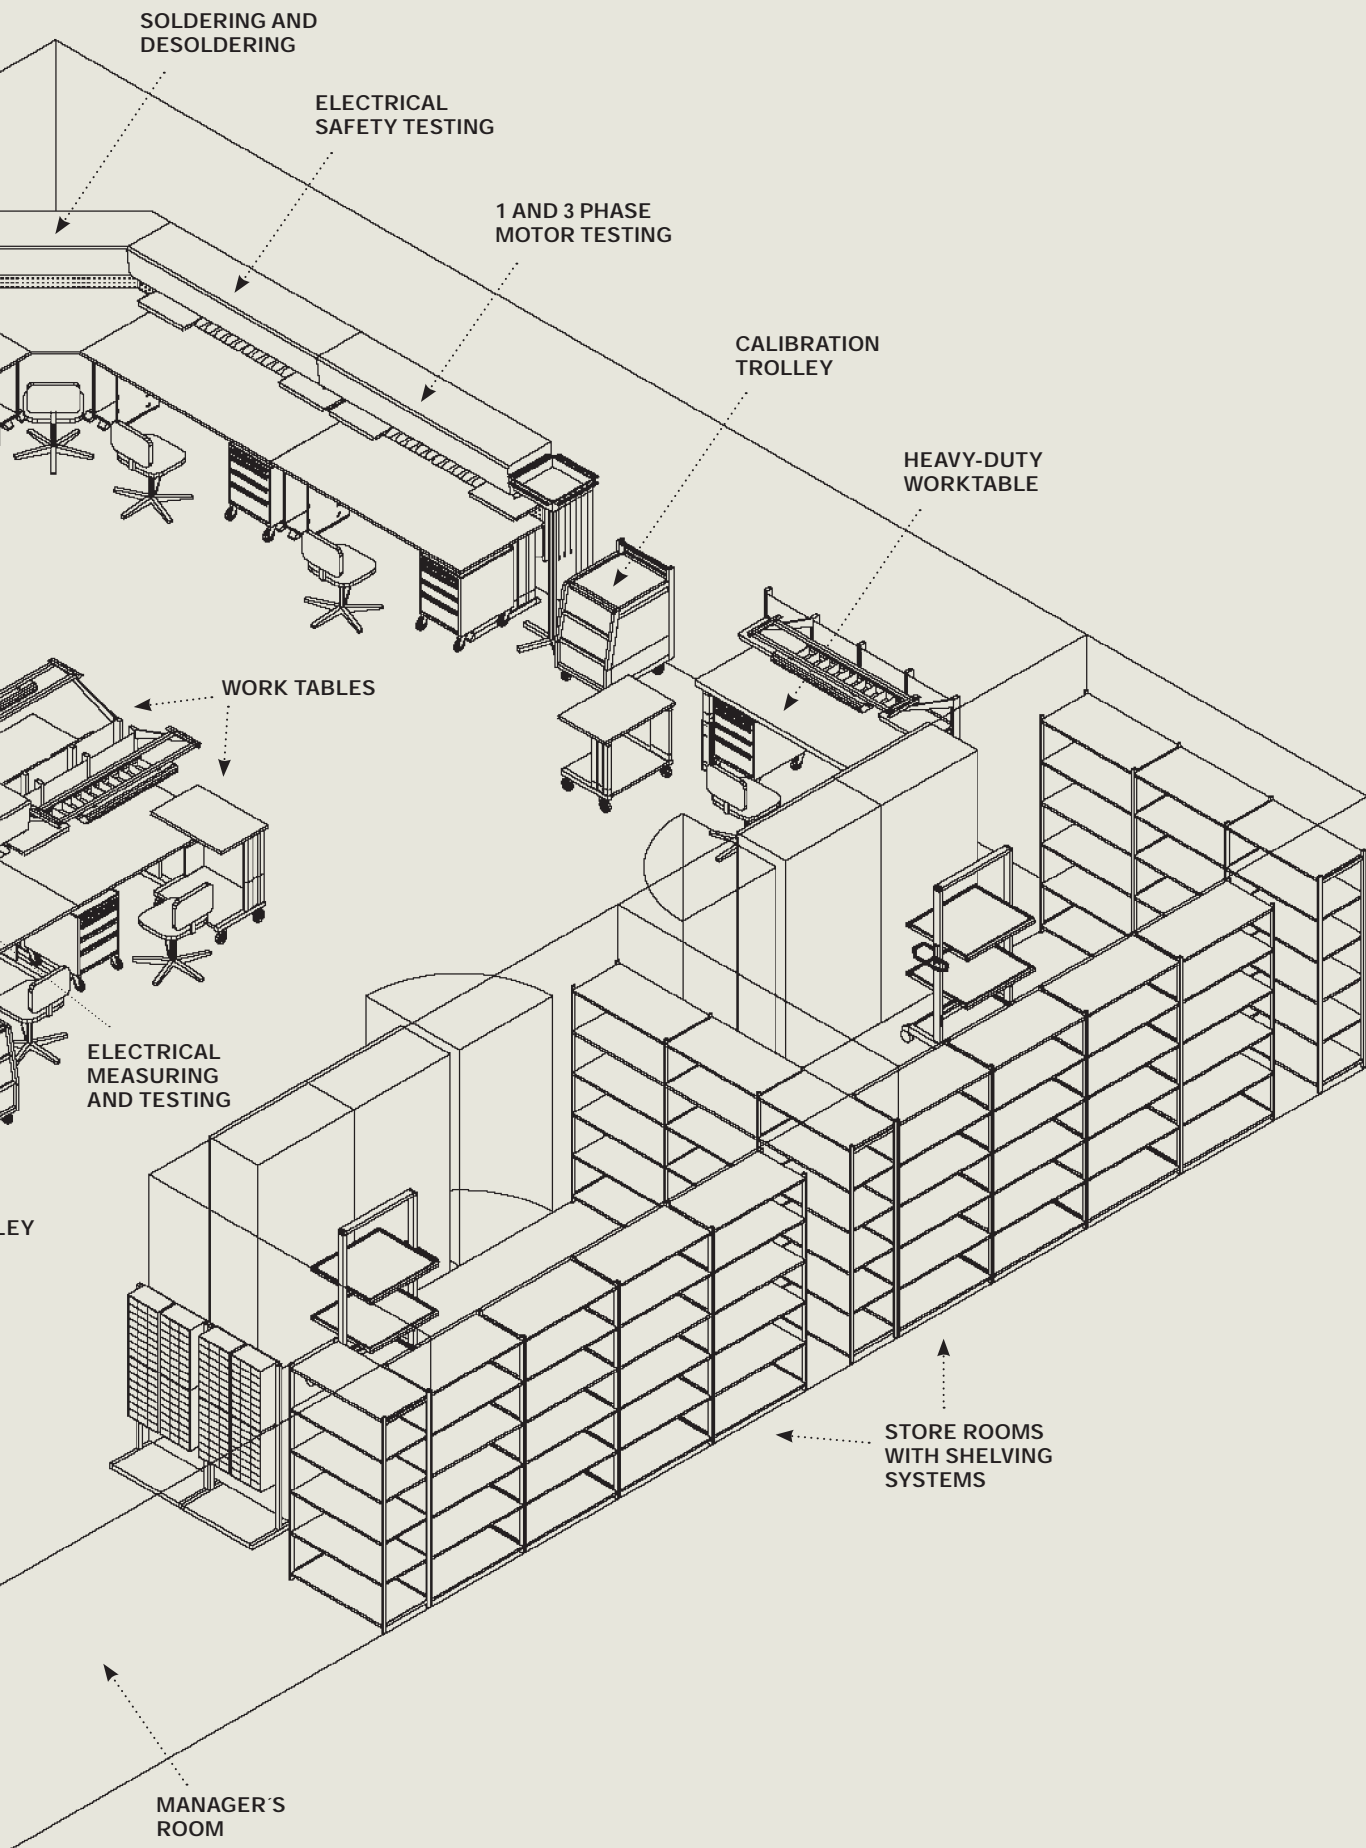 SOLDERING AND
DESOLDERING
ELECTRICAL
SAFETY TESTING
1 AND 3 PHASE
MOTOR TESTING
CALIBRATION
TROLLEY
HEAVY-DUTY
WORKTABLE
WORK TABLES
ELECTRICAL
MEASURING
AND TESTING
LEY
STORE ROOMS
WITH SHELVING
SYSTEMS
MANAGER´S
ROOM